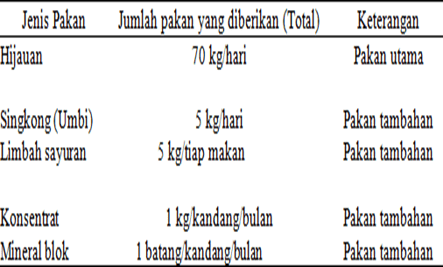 Jenis Pakan Jumlah pakan yang diberikan (Total) Keterangan
Hijauan 70 kg/hari Pakan utama
Singkong (Umbi) 5 kg/hari Pakan tambahan
Limbah sayuran 5 kg/tiap makan Pakan tambahan
Konsentrat 1 kg/kandang/bulan Pakan tambahan
Mineral blok 1 batang/kandang/bulan Pakan tambahan